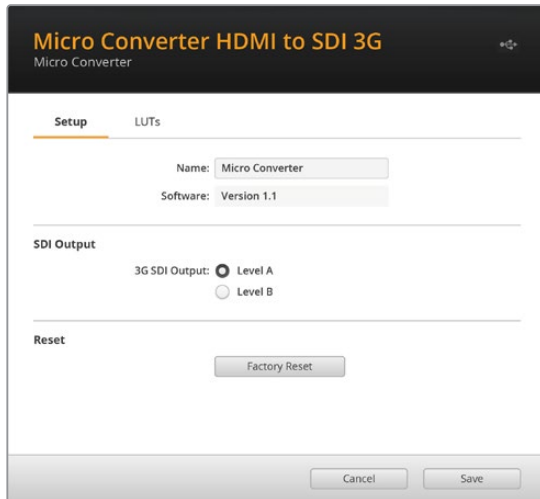 Micro Converter HDMI to SDI 3G
Micro Converter
Setup LUTs
Name: Micro Converter
Software: Version 1.1
SDI Output
3G SDI Output: Level A
Level B
Reset
Factory Reset
Cancel Save